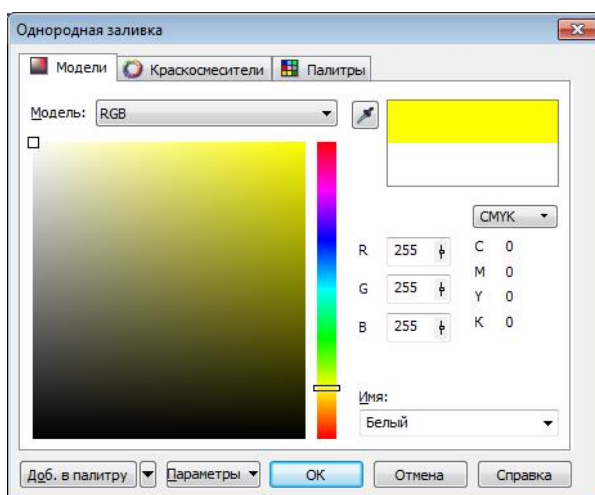 Однородная заливка
Модели Краскосмесители Палитры
Модель: RGB
CMYK
R 255 C 0
M 0
G 255 Y 0
B 255 K 0
Имя:
Белый
Доб. в палитру Параметры OK Отмена Справка